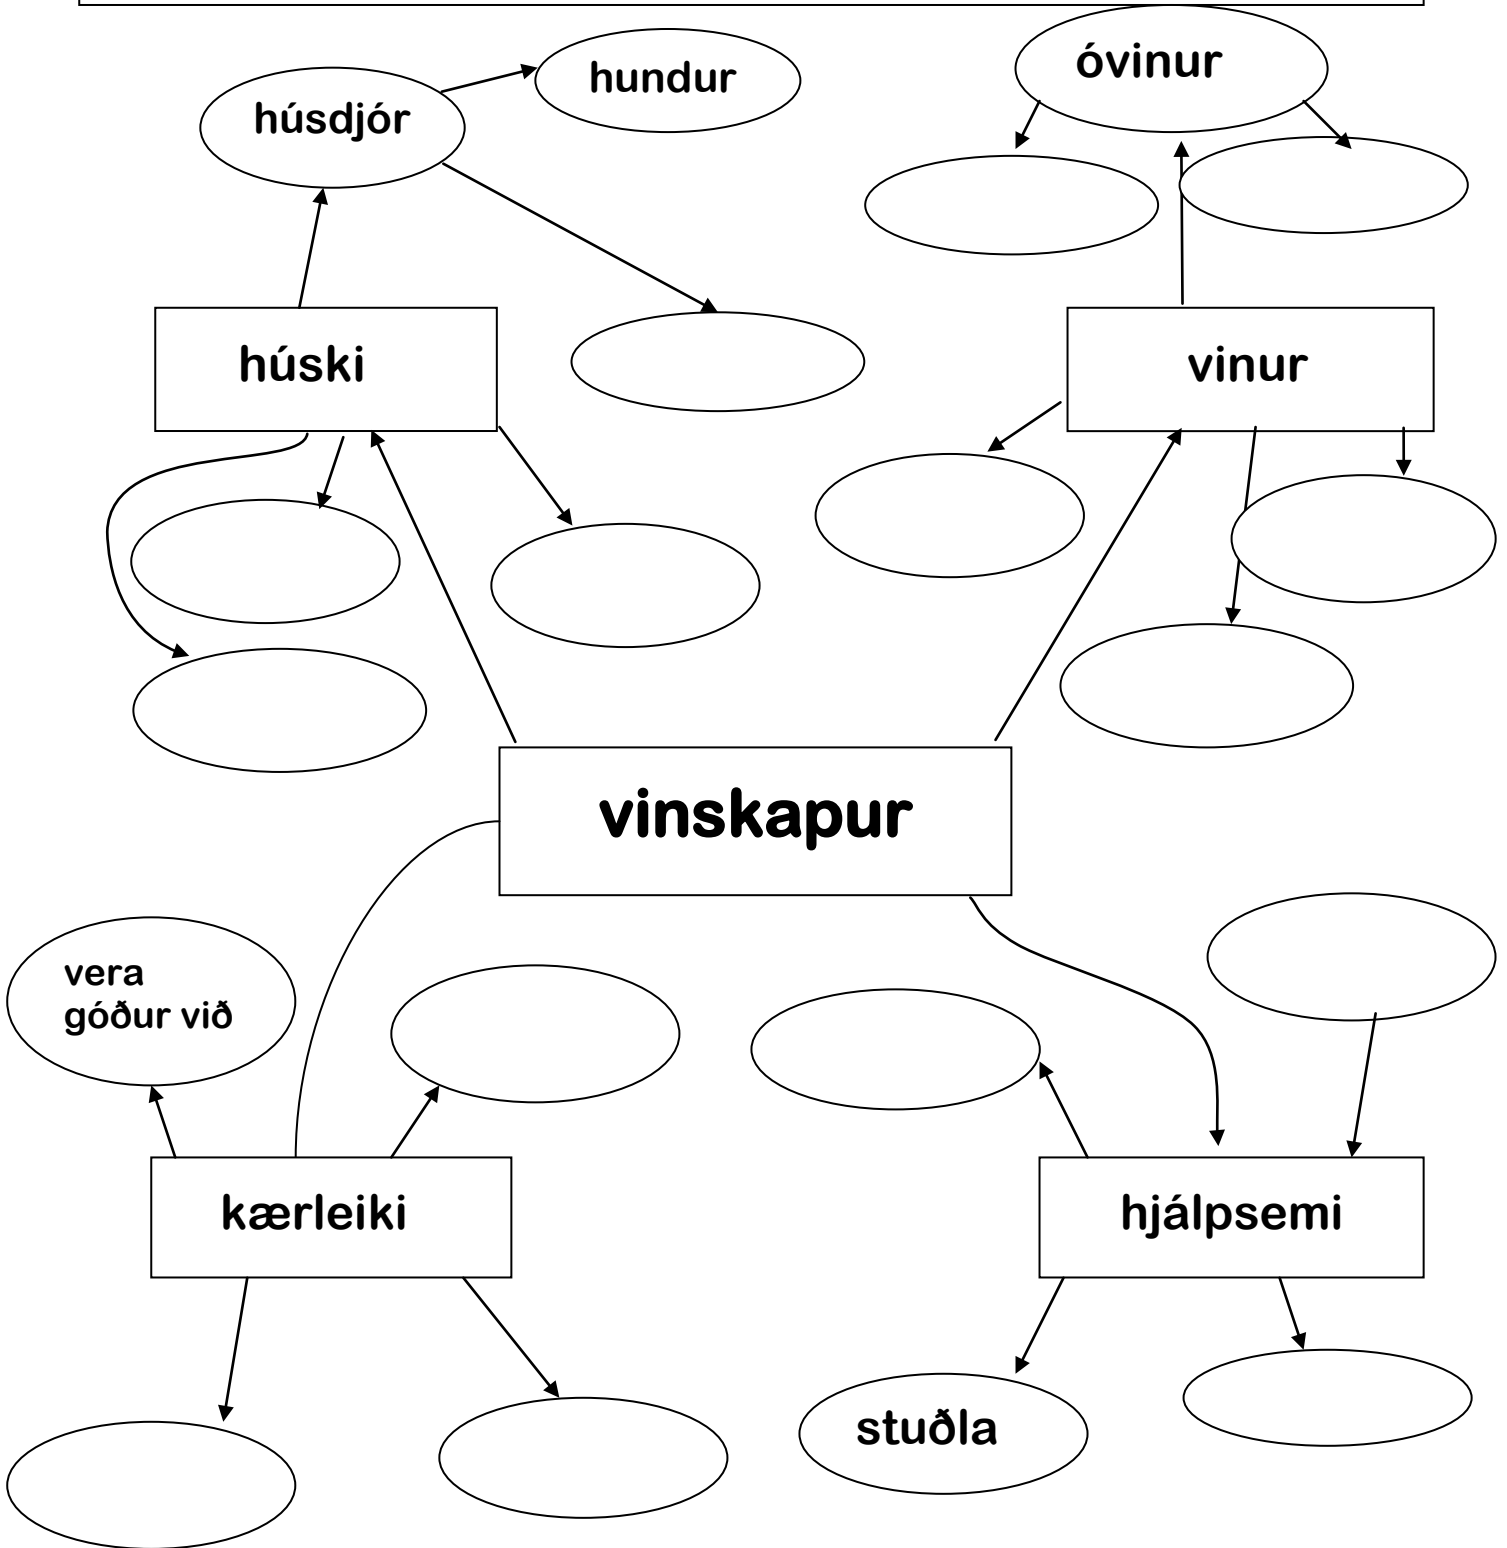 hundur
óvinur
húsdjór
húski
vinur
vinskapur
vera
góður við
kærleiki
hjálpsemi
stuðla